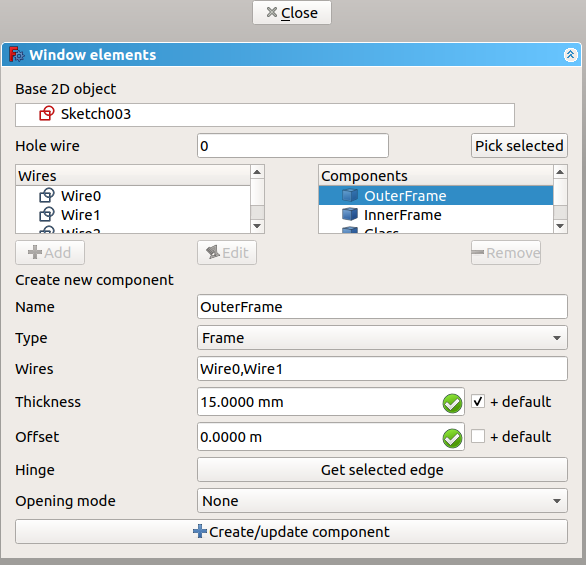 Close
Window elements
Base 2D object
Sketch003
Hole wire 0 Pick selected
Wires Components
Wire0 OuterFrame
Wire1 InnerFrame
Wire2 Glass
Add Edit Remove
Create new component
Name OuterFrame
Type Frame
Wires Wire0,Wire1
Thickness 15.0000 mm + default
Offset 0.0000 m + default
Hinge Get selected edge
Opening mode None
Create/update component